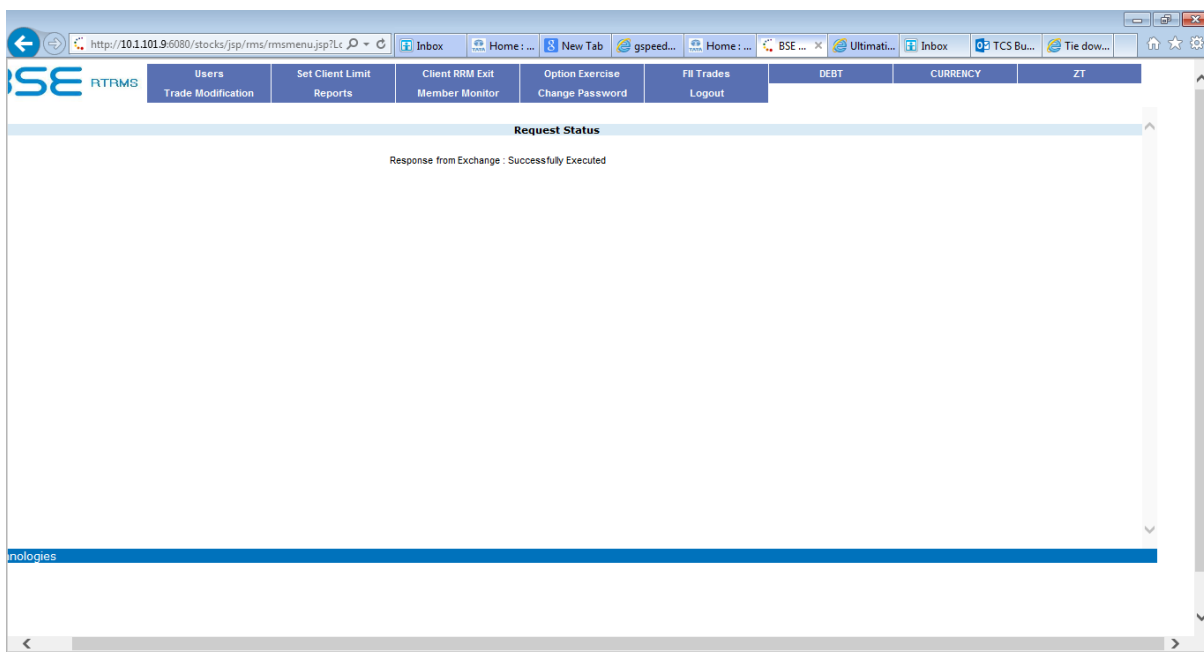 http://10.1.101.9:6080/stocks/jsp/rms/rmsmenu.jsp?Lc
Inbox
Home : ...
New Tab
gspeed...
Home : ...
BSE ...
Ultimati...
Inbox
TCS Bu...
Tie dow...
BSE RTRMS
Users Set Client Limit Client RRM Exit Option Exercise FII Trades DEBT CURRENCY ZT
Trade Modification Reports Member Monitor Change Password Logout
Request Status
Response from Exchange : Successfully Executed
nologies